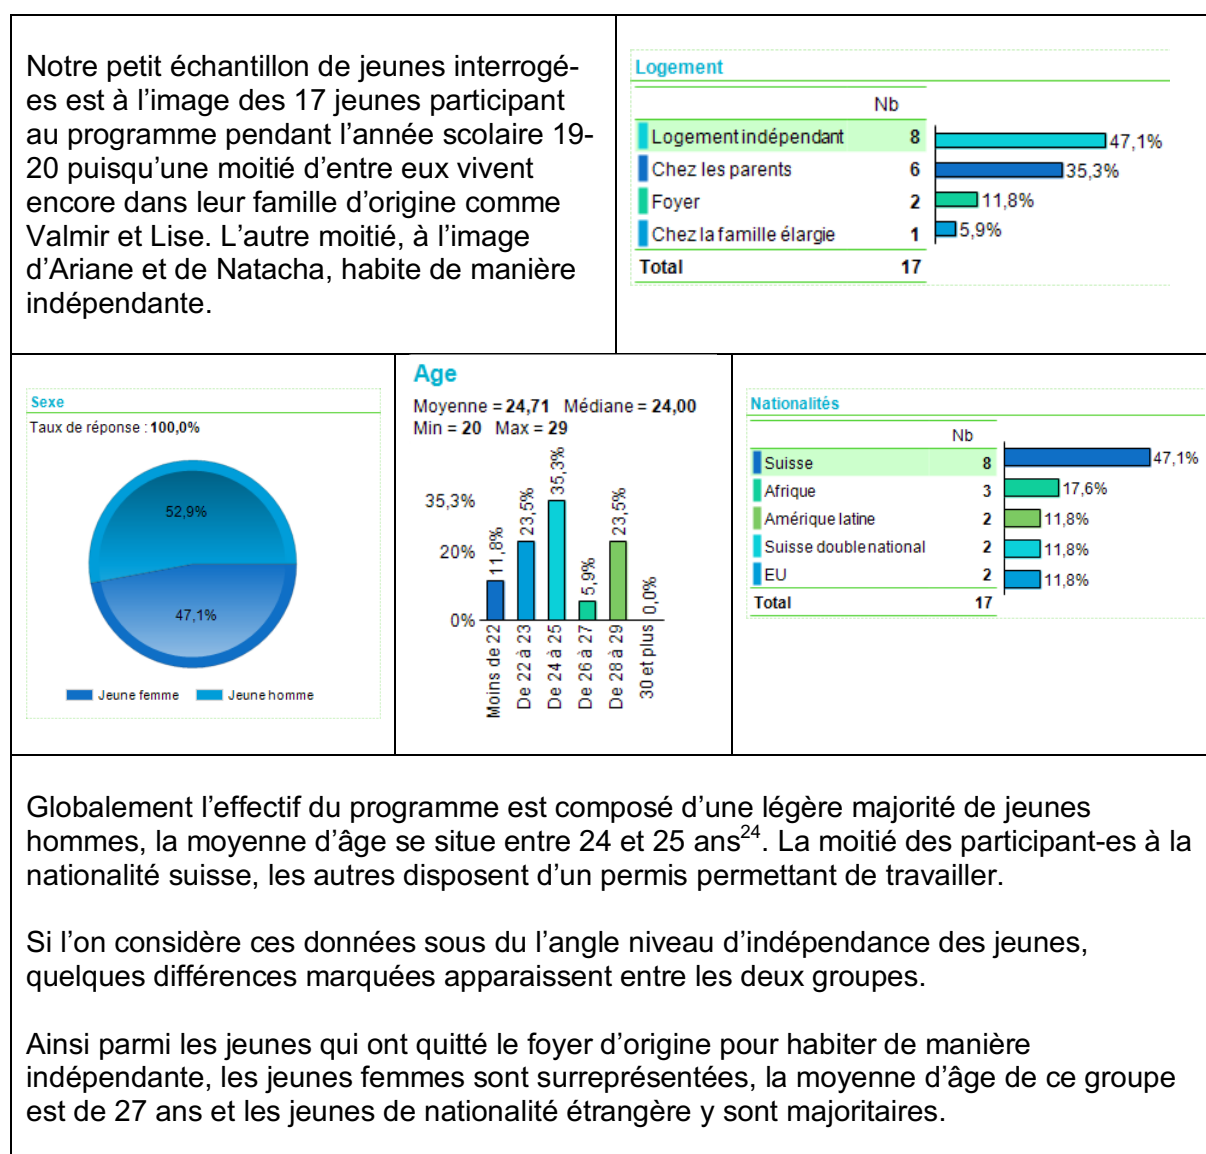 Notre petit échantillon de jeunes interrogé-
es est à l’image des 17 jeunes participant
au programme pendant l’année scolaire 19-
20 puisqu’une moitié d’entre eux vivent
encore dans leur famille d’origine comme
Valmir et Lise. L’autre moitié, à l’image
d’Ariane et de Natacha, habite de manière
indépendante.
Logement
Nb
Logement indépendant 8 47,1%
Chez les parents 6 35,3%
Foyer 2 11,8%
Chez la famille élargie 1 5,9%
Total 17
Sexe
Taux de réponse : 100,0%
52,9%
47,1%
Jeune femme Jeune homme
Age
Moyenne = 24,71 Médiane = 24,00
Min = 20 Max = 29
35,3%
20%
0%
11,8%
23,5%
35,3%
5,9%
23,5%
0,0%
Moins de 22
De 22 à 23
De 24 à 25
De 26 à 27
De 28 à 29
30 et plus
Nationalités
Nb
Suisse 8 47,1%
Afrique 3 17,6%
Amérique latine 2 11,8%
Suisse double national 2 11,8%
EU 2 11,8%
Total 17
Globalement l’effectif du programme est composé d’une légère majorité de jeunes
hommes, la moyenne d’âge se situe entre 24 et 25 ans24. La moitié des participant-es à la
nationalité suisse, les autres disposent d’un permis permettant de travailler.
Si l’on considère ces données sous du l’angle niveau d’indépendance des jeunes,
quelques différences marquées apparaissent entre les deux groupes.
Ainsi parmi les jeunes qui ont quitté le foyer d’origine pour habiter de manière
indépendante, les jeunes femmes sont surreprésentées, la moyenne d’âge de ce groupe
est de 27 ans et les jeunes de nationalité étrangère y sont majoritaires.